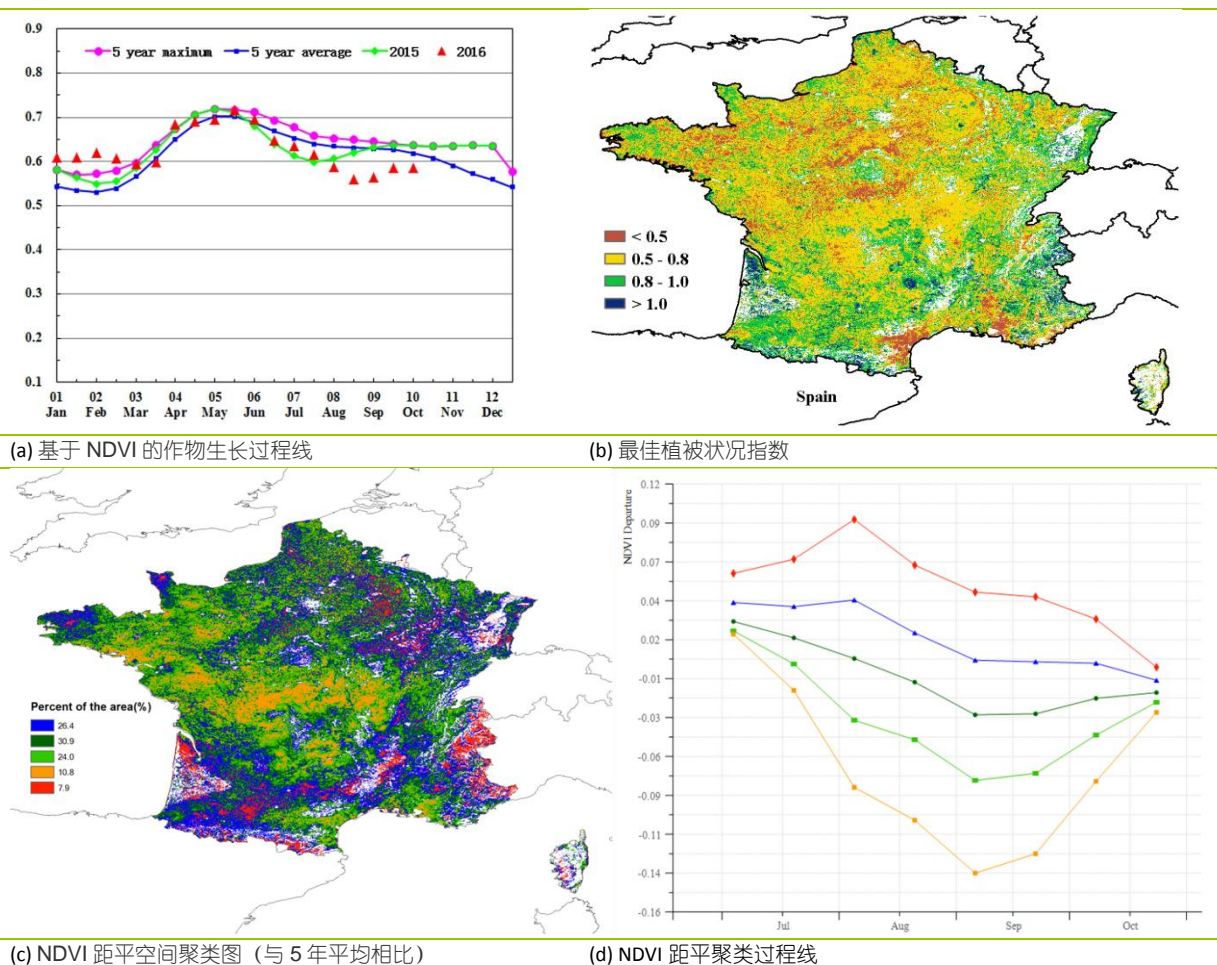 0.9
5 year maximum 5 year average 2015 2016
0.8
0.7
0.6
0.5
0.4
0.3
0.2
0.1
01 02 03 04 05 06 07 08 09 10 11 12
Jan Feb Mar Apr May Jun Jul Aug Sep Oct Nov Dec
< 0.5
0.5 - 0.8
0.8 - 1.0
> 1.0
Spain
(a) 基于 NDVI 的作物生长过程线
(b) 最佳植被状况指数
Percent of the area(%)
26.4
30.9
24.0
10.8
7.9
NDVI Departure
0.12
0.09
0.07
0.04
0.02
-0.01
-0.03
-0.06
-0.09
-0.11
-0.14
-0.16
Jul Aug Sep Oct
(c) NDVI 距平空间聚类图（与 5 年平均相比）
(d) NDVI 距平聚类过程线